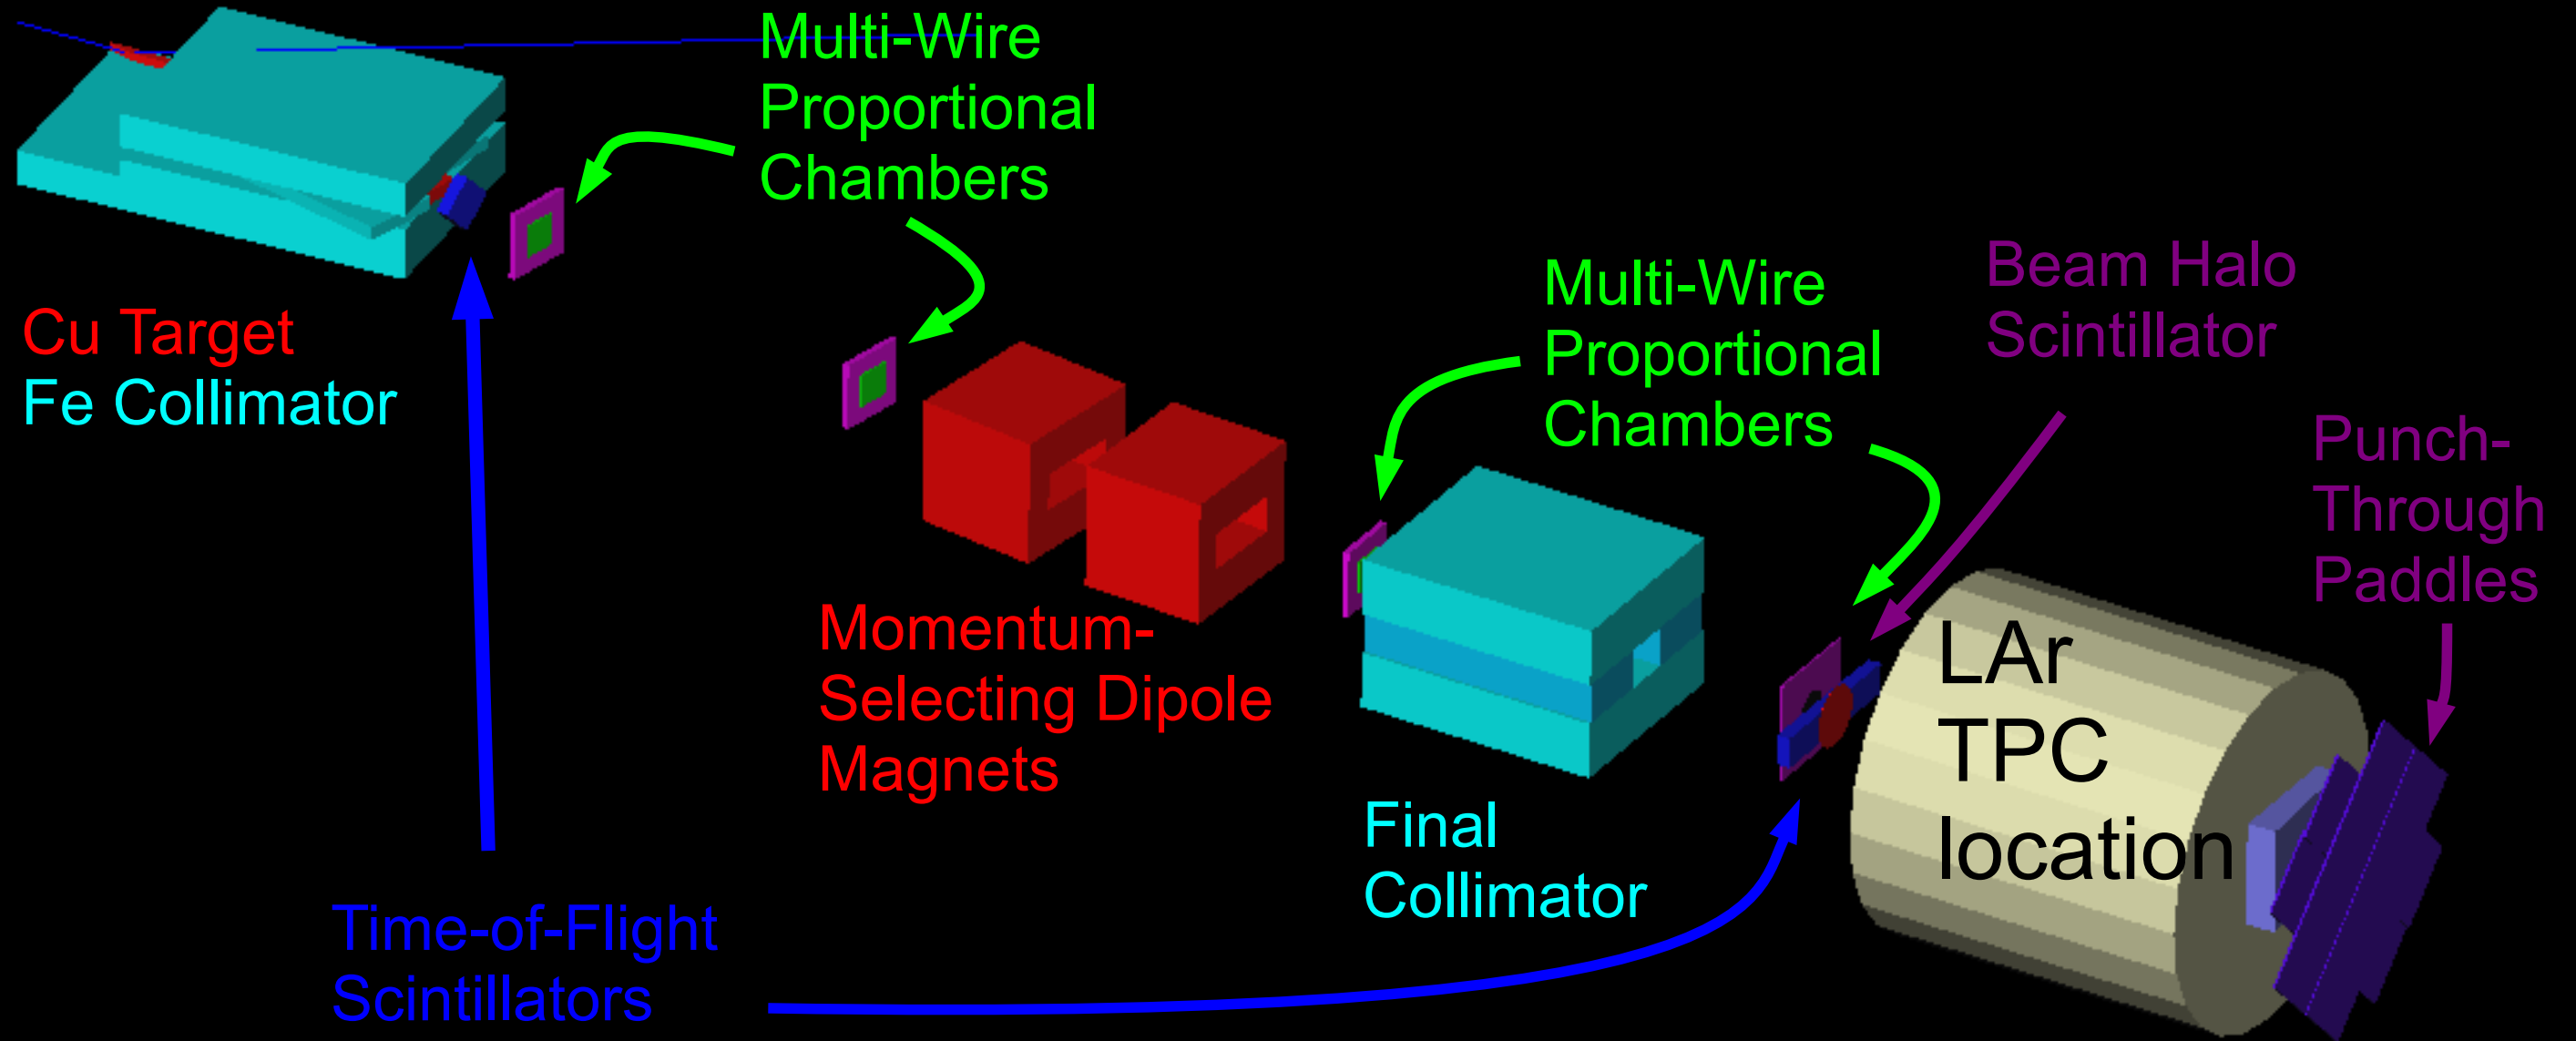 Multi-Wire
Proportional
Chambers
Cu Target
Fe Collimator
Multi-Wire
Proportional
Chambers
Beam Halo
Scintillator
Punch-
Through
Paddles
Momentum-
Selecting Dipole
Magnets
LAr
TPC
location
Final
Collimator
Time-of-Flight
Scintillators